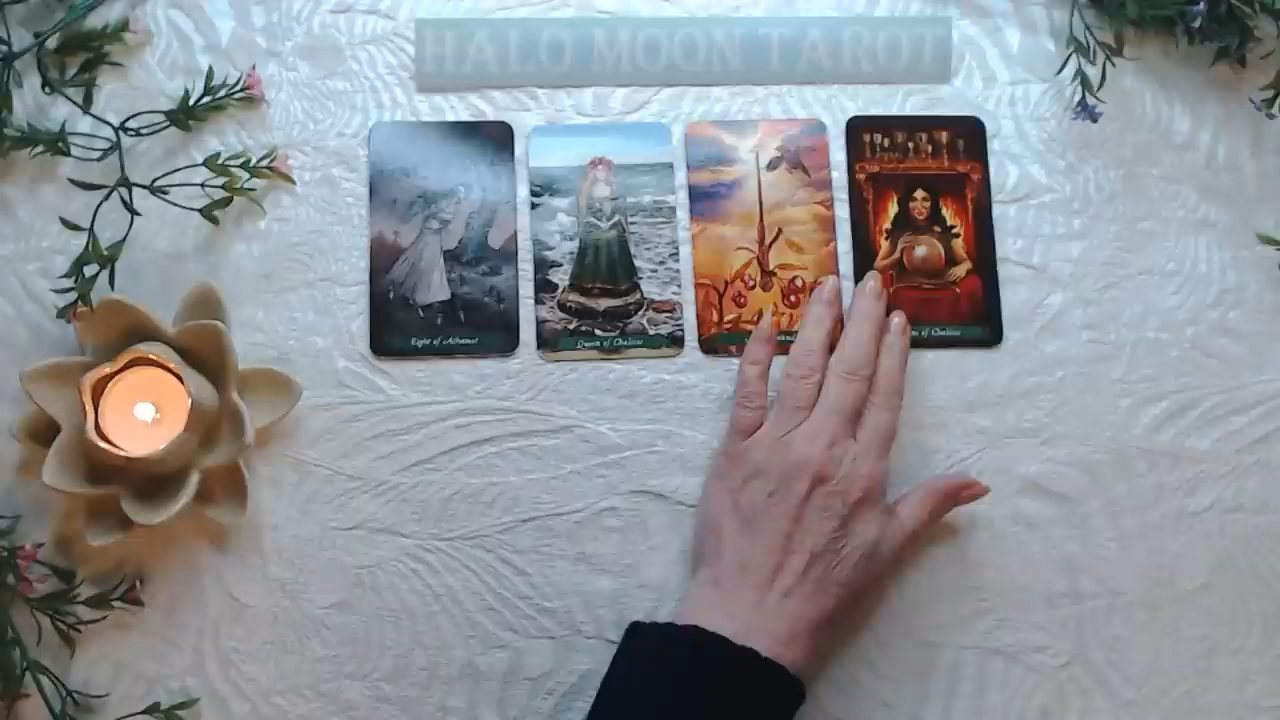 HALO MOON TAROT
Eight of Athames
Queen of Chalices
of Chalices